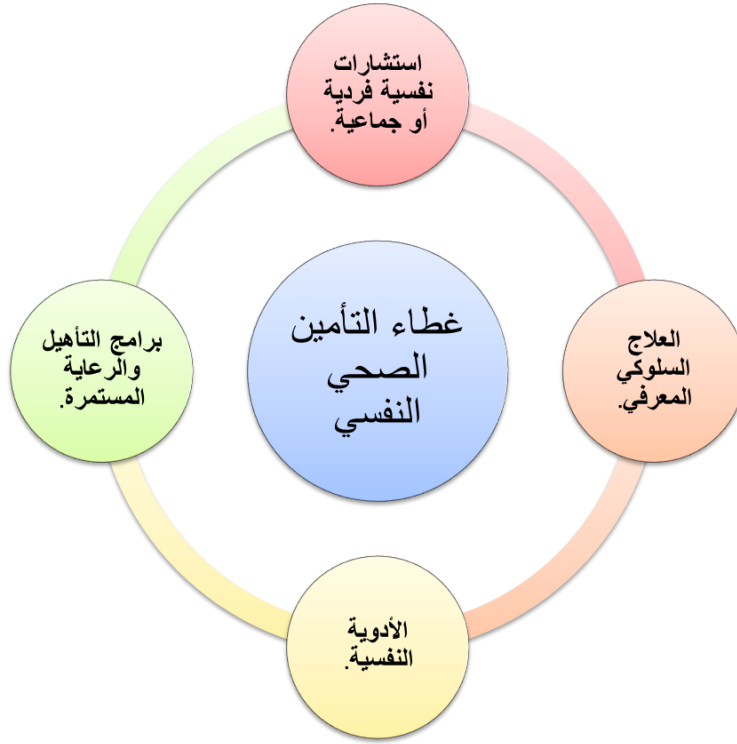 استشارات
نفسية فردية
أو جماعية.
غطاء التأمين
الصحي
النفسي
العلاج
السلوكي
المعرفي.
الأدوية
النفسية.
برامج التأهيل
والرعاية
المستمرة.